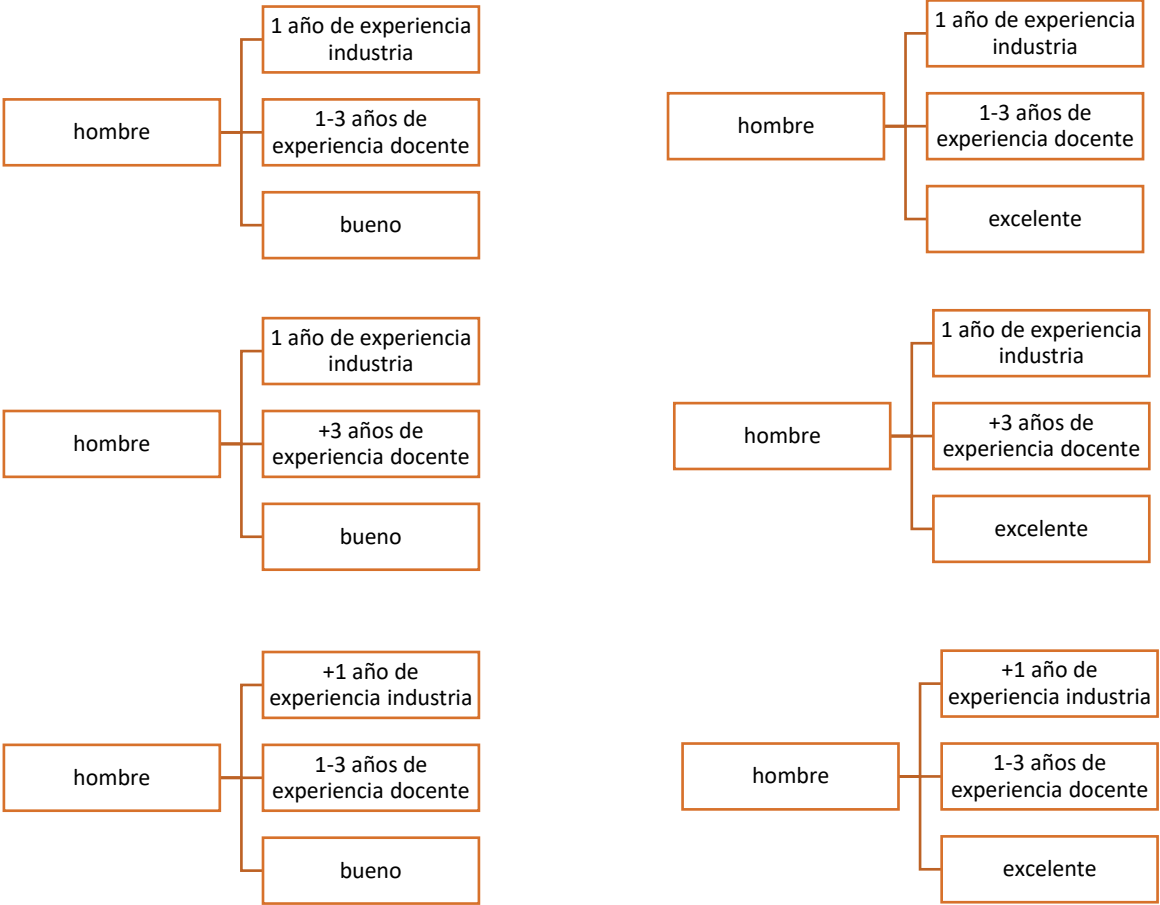 1 año de experiencia
industria
hombre
1-3 años de
experiencia docente
bueno
1 año de experiencia
industria
hombre
1-3 años de
experiencia docente
excelente
1 año de experiencia
industria
hombre
+3 años de
experiencia docente
bueno
1 año de experiencia
industria
hombre
+3 años de
experiencia docente
excelente
+1 año de
experiencia industria
hombre
1-3 años de
experiencia docente
bueno
+1 año de
experiencia industria
hombre
1-3 años de
experiencia docente
excelente